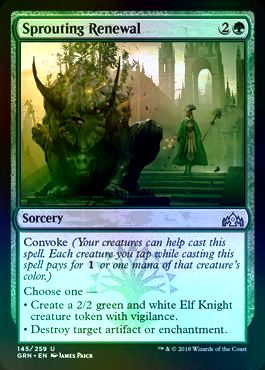 Sprouting Renewal 2
Sorcery
Convoke (Your creatures can help cast this
spell. Each creature you tap while casting this
spell pays for 1 or one mana of that creature's
color.)
Choose one —
• Create a 2/2 green and white Elf Knight
creature token with vigilance.
• Destroy target artifact or enchantment.
145/259 U
GRN • EN James Paick
™ & © 2018 Wizards of the Coast